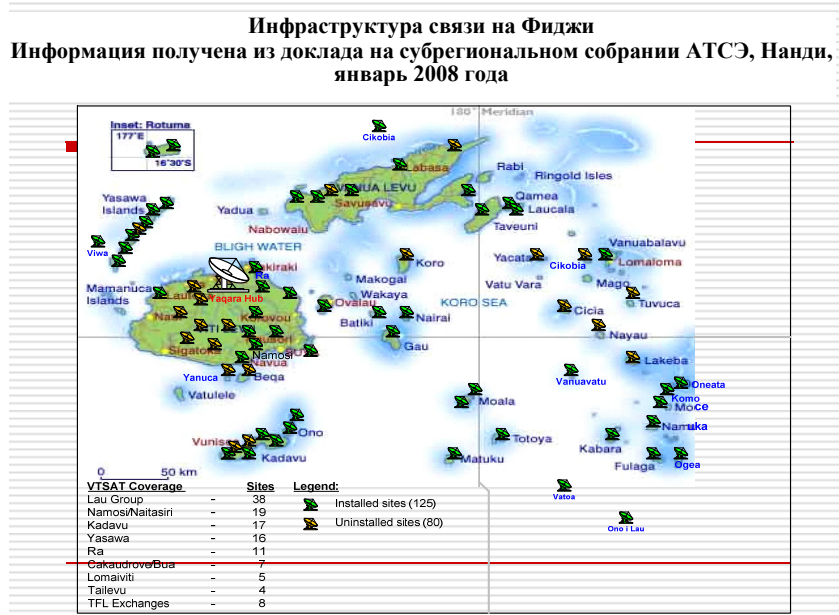 Инфраструктура связи на Фиджи
Информация получена из доклада на субрегиональном собрании АТСЭ, Нанди,
январь 2008 года
180° Meridian
Inset: Rotuma
177°E
16°30'S
Cikobia
Labasa
Rabi
Ringold Isles
VANUA LEVU
Yasawa
Islands
Yadua
Savusavu
Qamea
Laucala
Nabowalu
Taveuni
Viwa
BLIGH WATER
Vanuabalavu
Koro
Yacata
Cikobia
Lomaloma
Ra
Makogai
Vatu Vara
Mago
Mamanuca
Islands
Yaqara Hub
Wakaya
Ovalau
KORO SEA
Tuvuca
Cicia
Batiki
Nairai
Korovou
Nayau
Gau
Sigatoka
Namosi
Navua
Lakeba
Yanuca
Beqa
Vanuavatu
Oneata
Vatulele
Komo
Moala
Ono
Totoya
Vunis
Kadavu
Matuku
Kabara
Fulaga
Ogea
0 50 km
Vatoa
Ono i Lau
VTSAT Coverage Sites
Lau Group - 38
Namosi/Naitasiri - 19
Kadavu - 17
Yasawa - 16
Ra - 11
Cakaudrove/Bua - 7
Lomaiviti - 5
Tailevu - 4
TFL Exchanges - 8
Legend:
Installed sites (125)
Uninstalled sites (80)